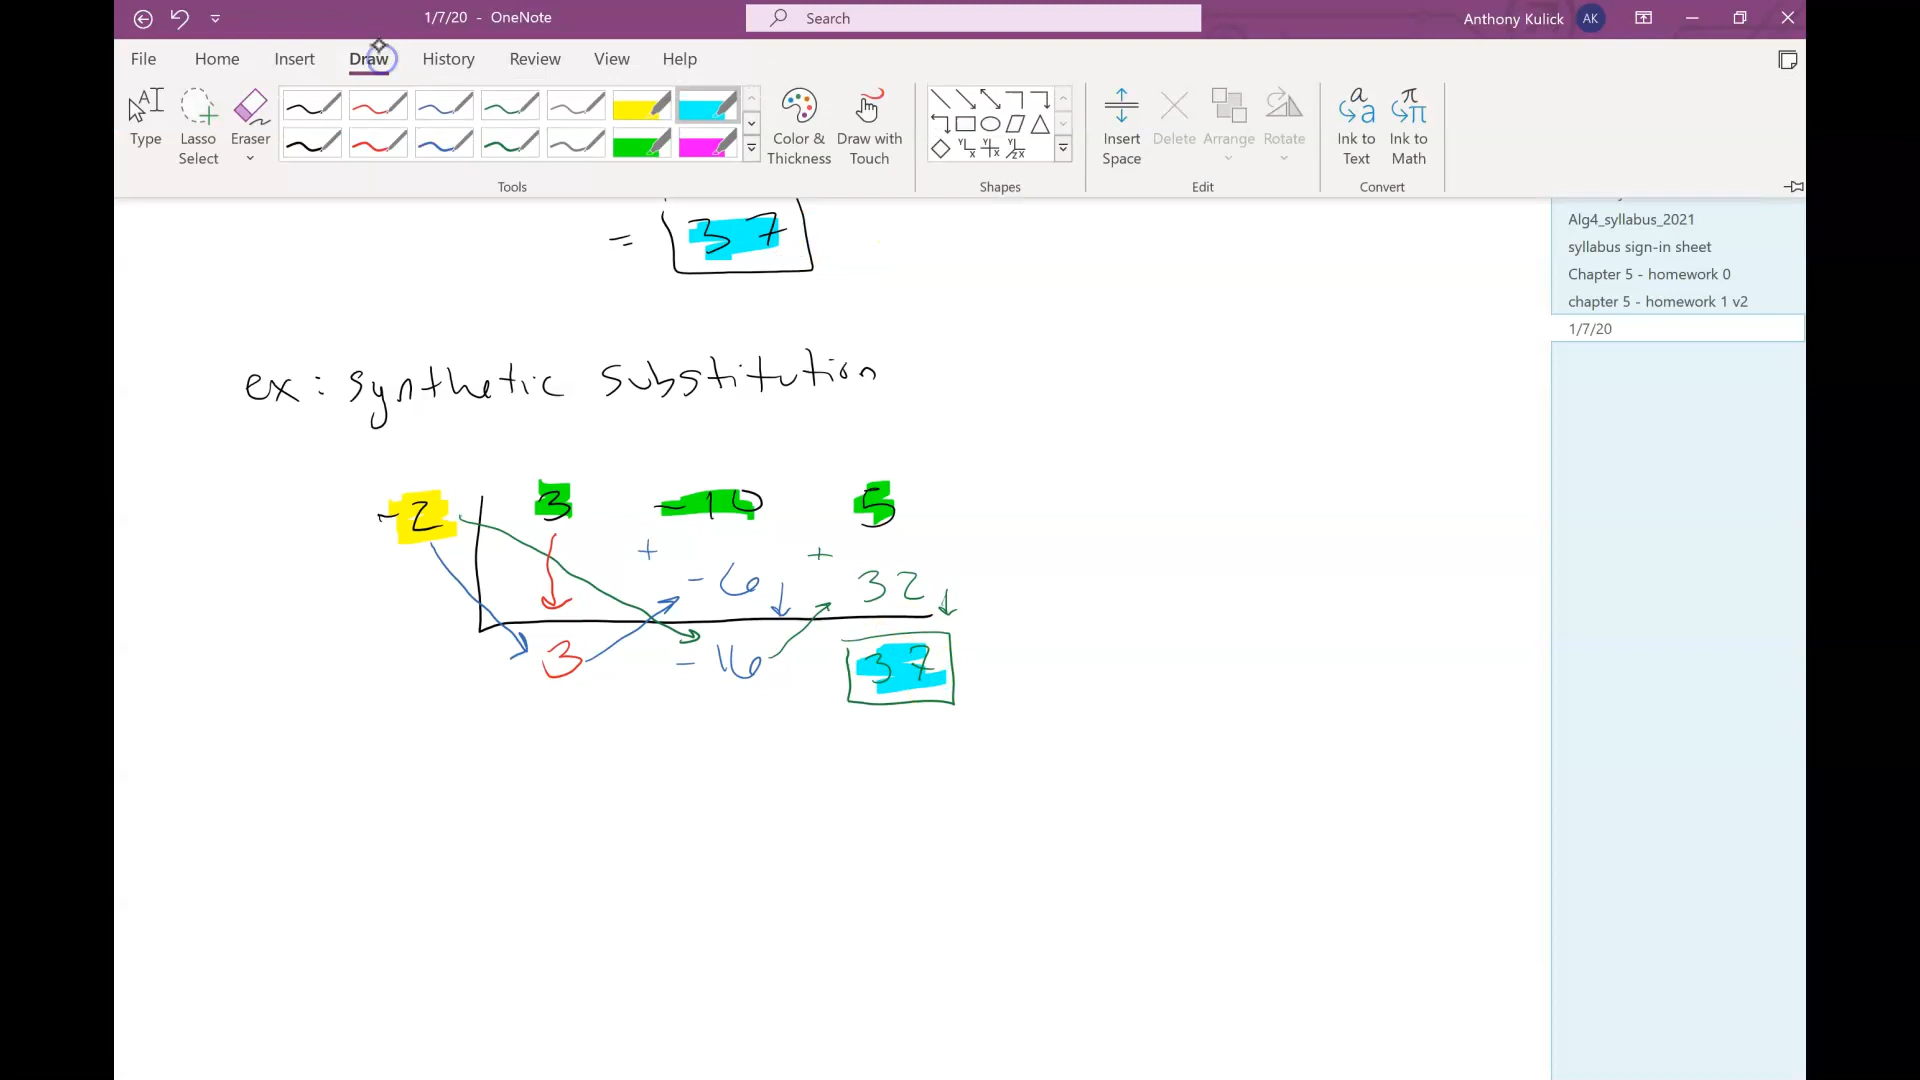 1/7/20 - OneNote
Search
Anthony Kulick AK
File Home Insert Draw History Review View Help
Type
Lasso Select
Eraser
Color & Thickness
Draw with Touch
Insert Space
Delete
Arrange
Rotate
Ink to Text
Ink to Math
Tools Shapes Edit Convert
Alg4_syllabus_2021
syllabus sign-in sheet
Chapter 5 - homework 0
chapter 5 - homework 1 v2
1/7/20
= 37
ex: synthetic substitution
-2 3 -10 5
+ -6 + 32
3 -16 37